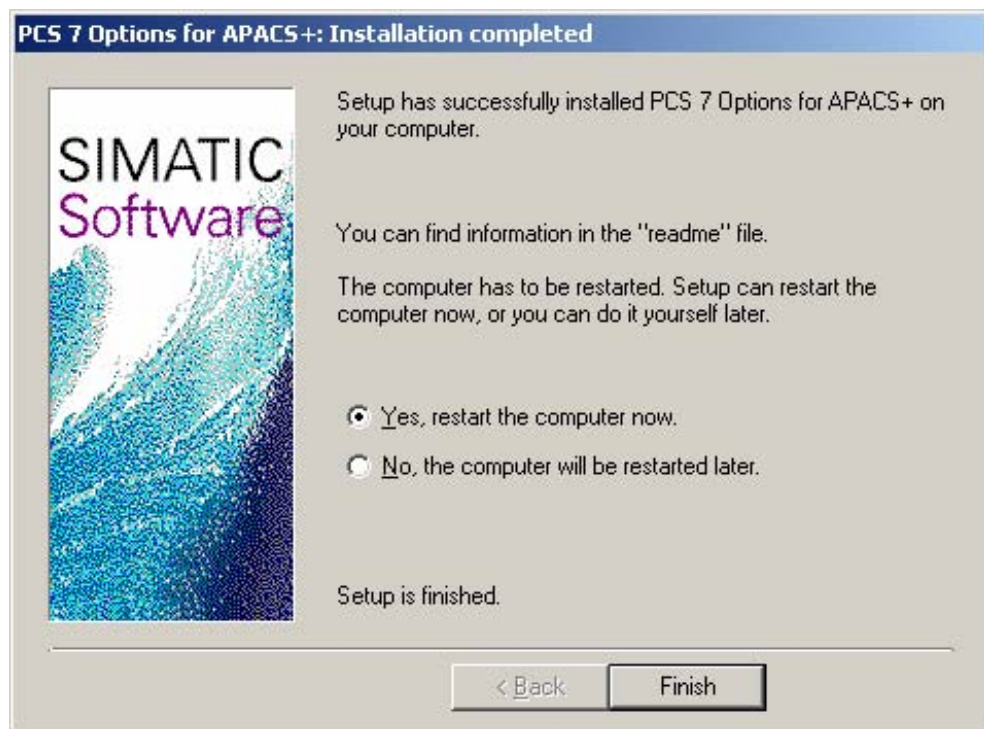 PCS 7 Options for APACS+: Installation completed
SIMATIC
Software
Setup has successfully installed PCS 7 Options for APACS+ on
your computer.
You can find information in the "readme" file.
The computer has to be restarted. Setup can restart the
computer now, or you can do it yourself later.
Yes, restart the computer now.
No, the computer will be restarted later.
Setup is finished.
< Back
Finish